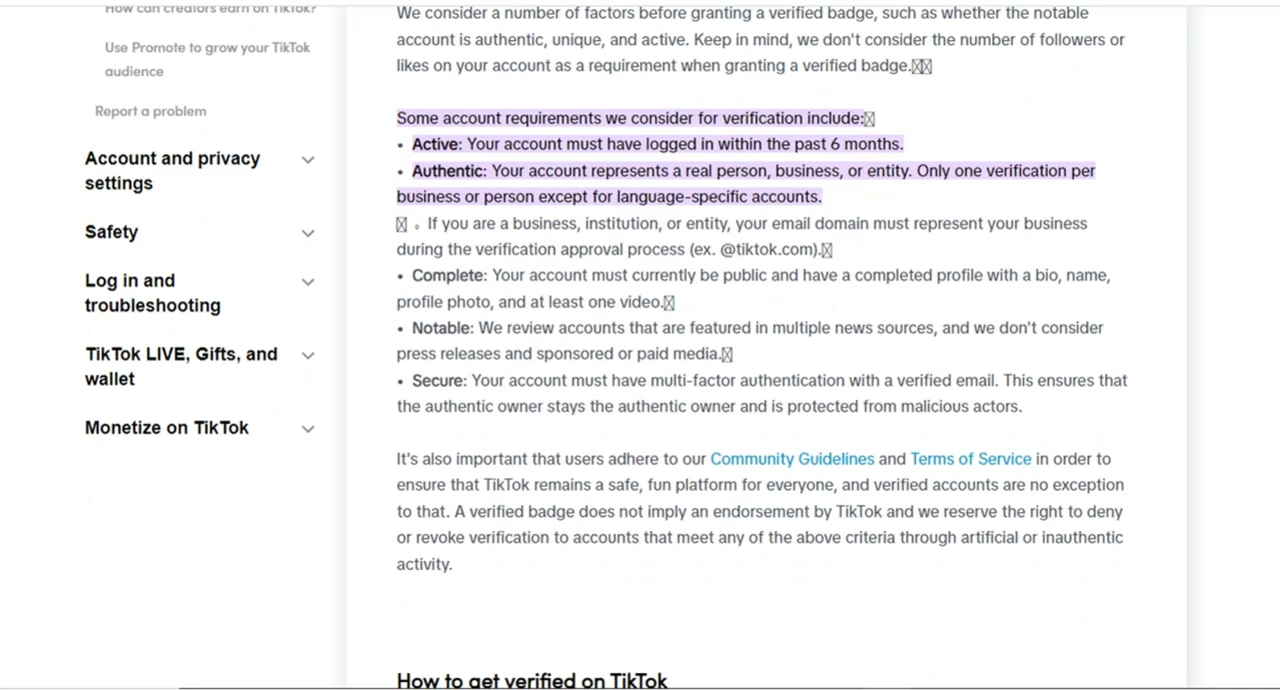 How can creators earn on TikTok?
Use Promote to grow your TikTok
audience
Report a problem
Account and privacy
settings
Safety
Log in and
troubleshooting
TikTok LIVE, Gifts, and
wallet
Monetize on TikTok
We consider a number of factors before granting a verified badge, such as whether the notable
account is authentic, unique, and active. Keep in mind, we don't consider the number of followers or
likes on your account as a requirement when granting a verified badge.
Some account requirements we consider for verification include:
• Active: Your account must have logged in within the past 6 months.
• Authentic: Your account represents a real person, business, or entity. Only one verification per
business or person except for language-specific accounts.
◦ If you are a business, institution, or entity, your email domain must represent your business
during the verification approval process (ex. @tiktok.com).
• Complete: Your account must currently be public and have a completed profile with a bio, name,
profile photo, and at least one video.
• Notable: We review accounts that are featured in multiple news sources, and we don't consider
press releases and sponsored or paid media.
• Secure: Your account must have multi-factor authentication with a verified email. This ensures that
the authentic owner stays the authentic owner and is protected from malicious actors.
It's also important that users adhere to our Community Guidelines and Terms of Service in order to
ensure that TikTok remains a safe, fun platform for everyone, and verified accounts are no exception
to that. A verified badge does not imply an endorsement by TikTok and we reserve the right to deny
or revoke verification to accounts that meet any of the above criteria through artificial or inauthentic
activity.
How to get verified on TikTok